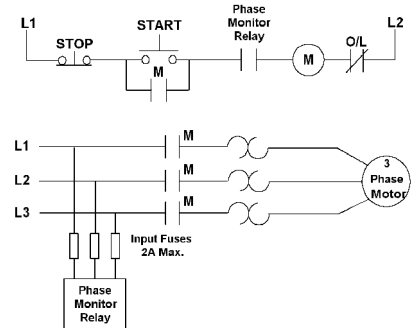 L1
STOP
START
M
Phase
Monitor
Relay
M
O/L
L2
L1
M
L2
M
L3
M
3
Phase
Motor
Input Fuses
2A Max.
Phase
Monitor
Relay